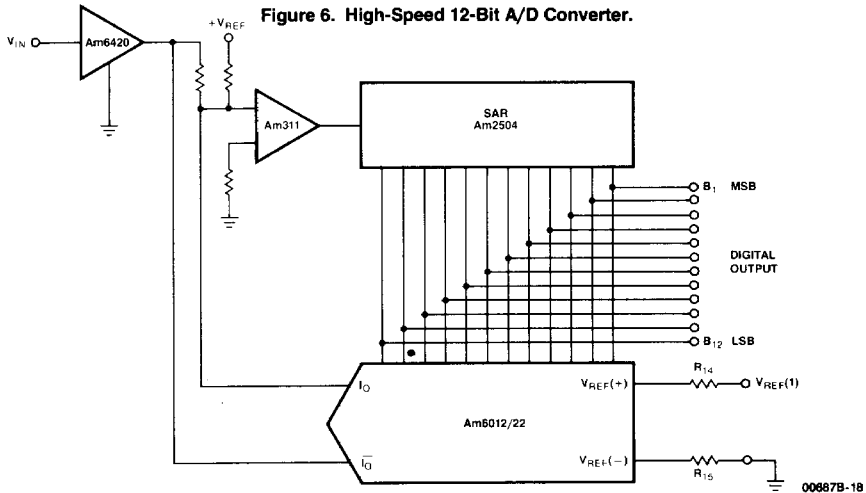 Figure 6. High-Speed 12-Bit A/D Converter.
+VREF
VIN
Am6420
Am311
SAR
Am2504
B1 MSB
DIGITAL
OUTPUT
B12 LSB
R14
IO
VREF(+)
VREF(1)
Am6012/22
IO
VREF(−)
R15
00687B-18